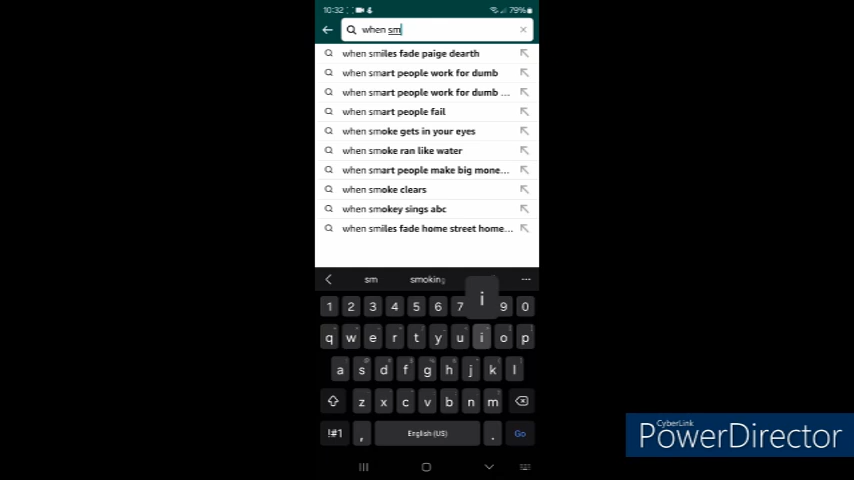 10:32 79%
when sm
when smiles fade paige dearth
when smart people work for dumb
when smart people work for dumb ...
when smart people fail
when smoke gets in your eyes
when smoke ran like water
when smart people make big mone...
when smoke clears
when smokey sings abc
when smiles fade home street home...
sm smoking ...
i
1 2 3 4 5 6 7 9 0
q w e r t y u i o p
a s d f g h j k l
z x c v b n m
!#1 , English (US) . Go
CyberLink
PowerDirector